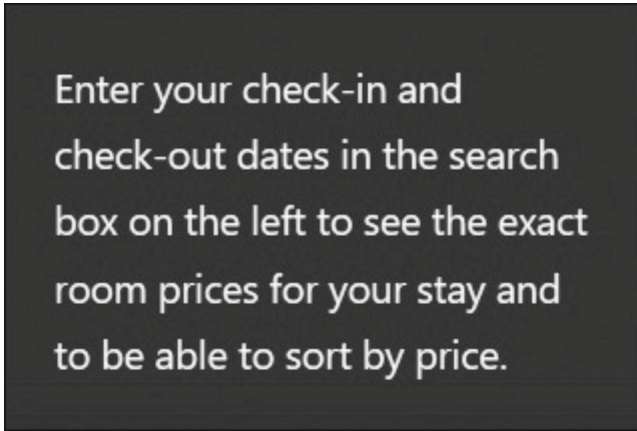 Enter your check-in and
check-out dates in the search
box on the left to see the exact
room prices for your stay and
to be able to sort by price.